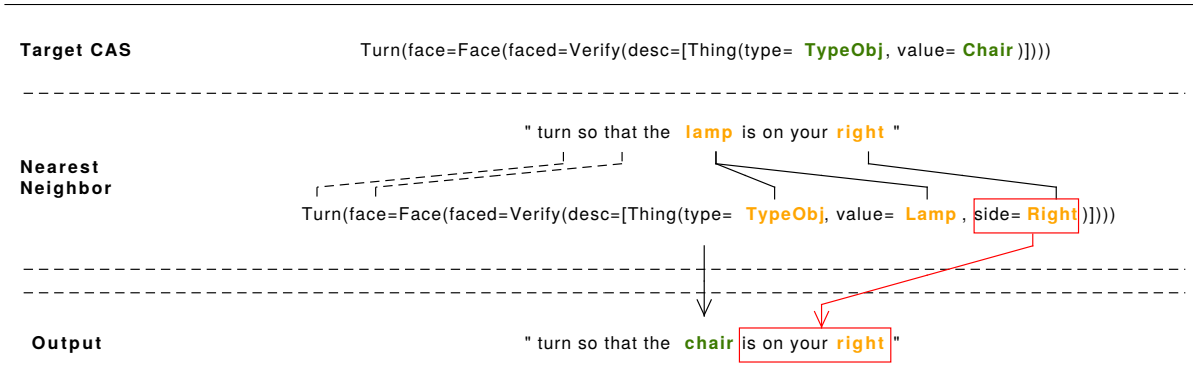 Target CAS Turn(face=Face(faced=Verify(desc=[Thing(type= TypeObj, value= Chair)])))
" turn so that the lamp is on your right "
Nearest
Neighbor
Turn(face=Face(faced=Verify(desc=[Thing(type= TypeObj, value= Lamp , side= Right)])))
Output " turn so that the chair is on your right "